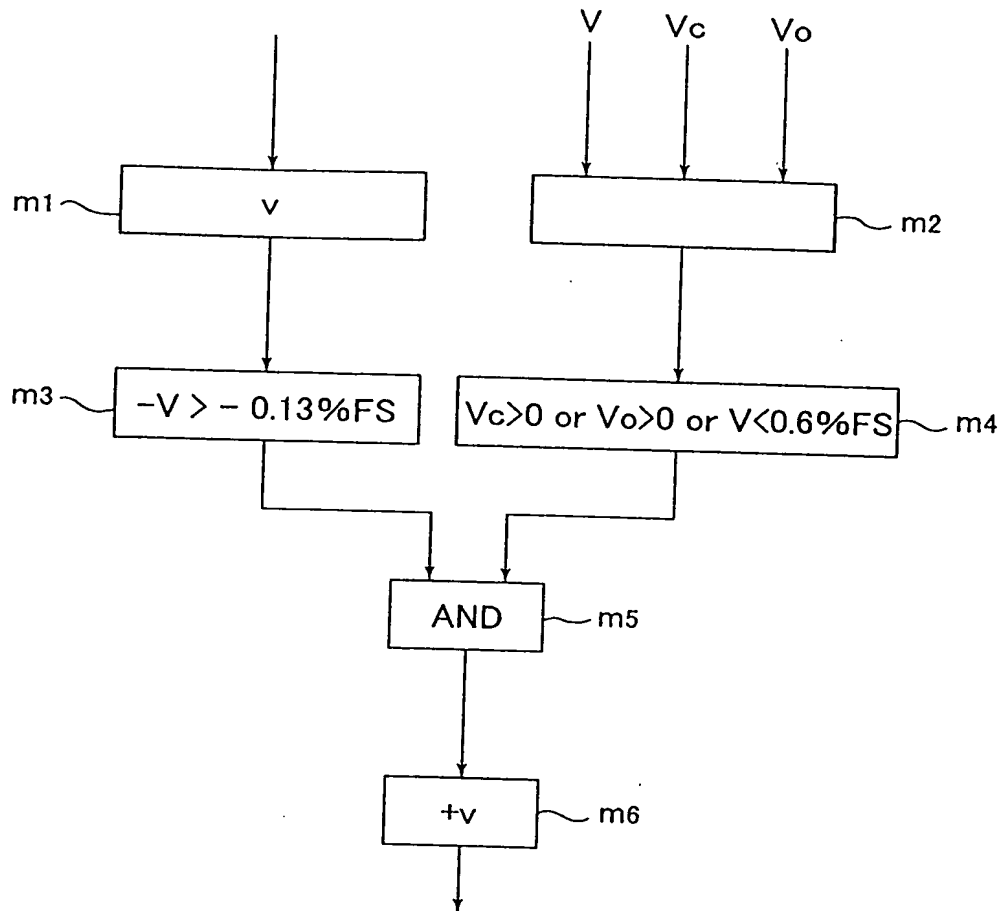 V Vc Vo
m1 v m2
m3 -V > - 0.13%FS Vc>0 or Vo>0 or V<0.6%FS m4
AND m5
+v m6